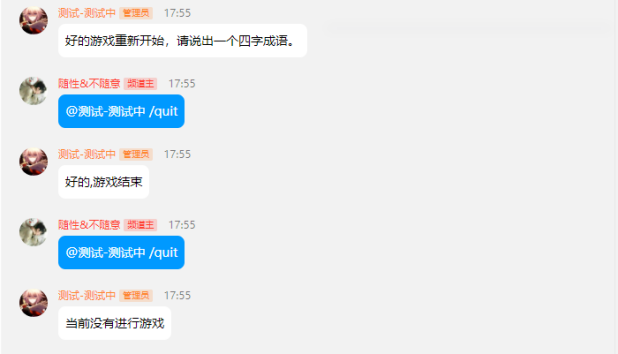 测试-测试中 管理员 17:55
好的游戏重新开始，请说出一个四字成语。
随性&不随意 频道主 17:55
@测试-测试中 /quit
测试-测试中 管理员 17:55
好的,游戏结束
随性&不随意 频道主 17:55
@测试-测试中 /quit
测试-测试中 管理员 17:55
当前没有进行游戏